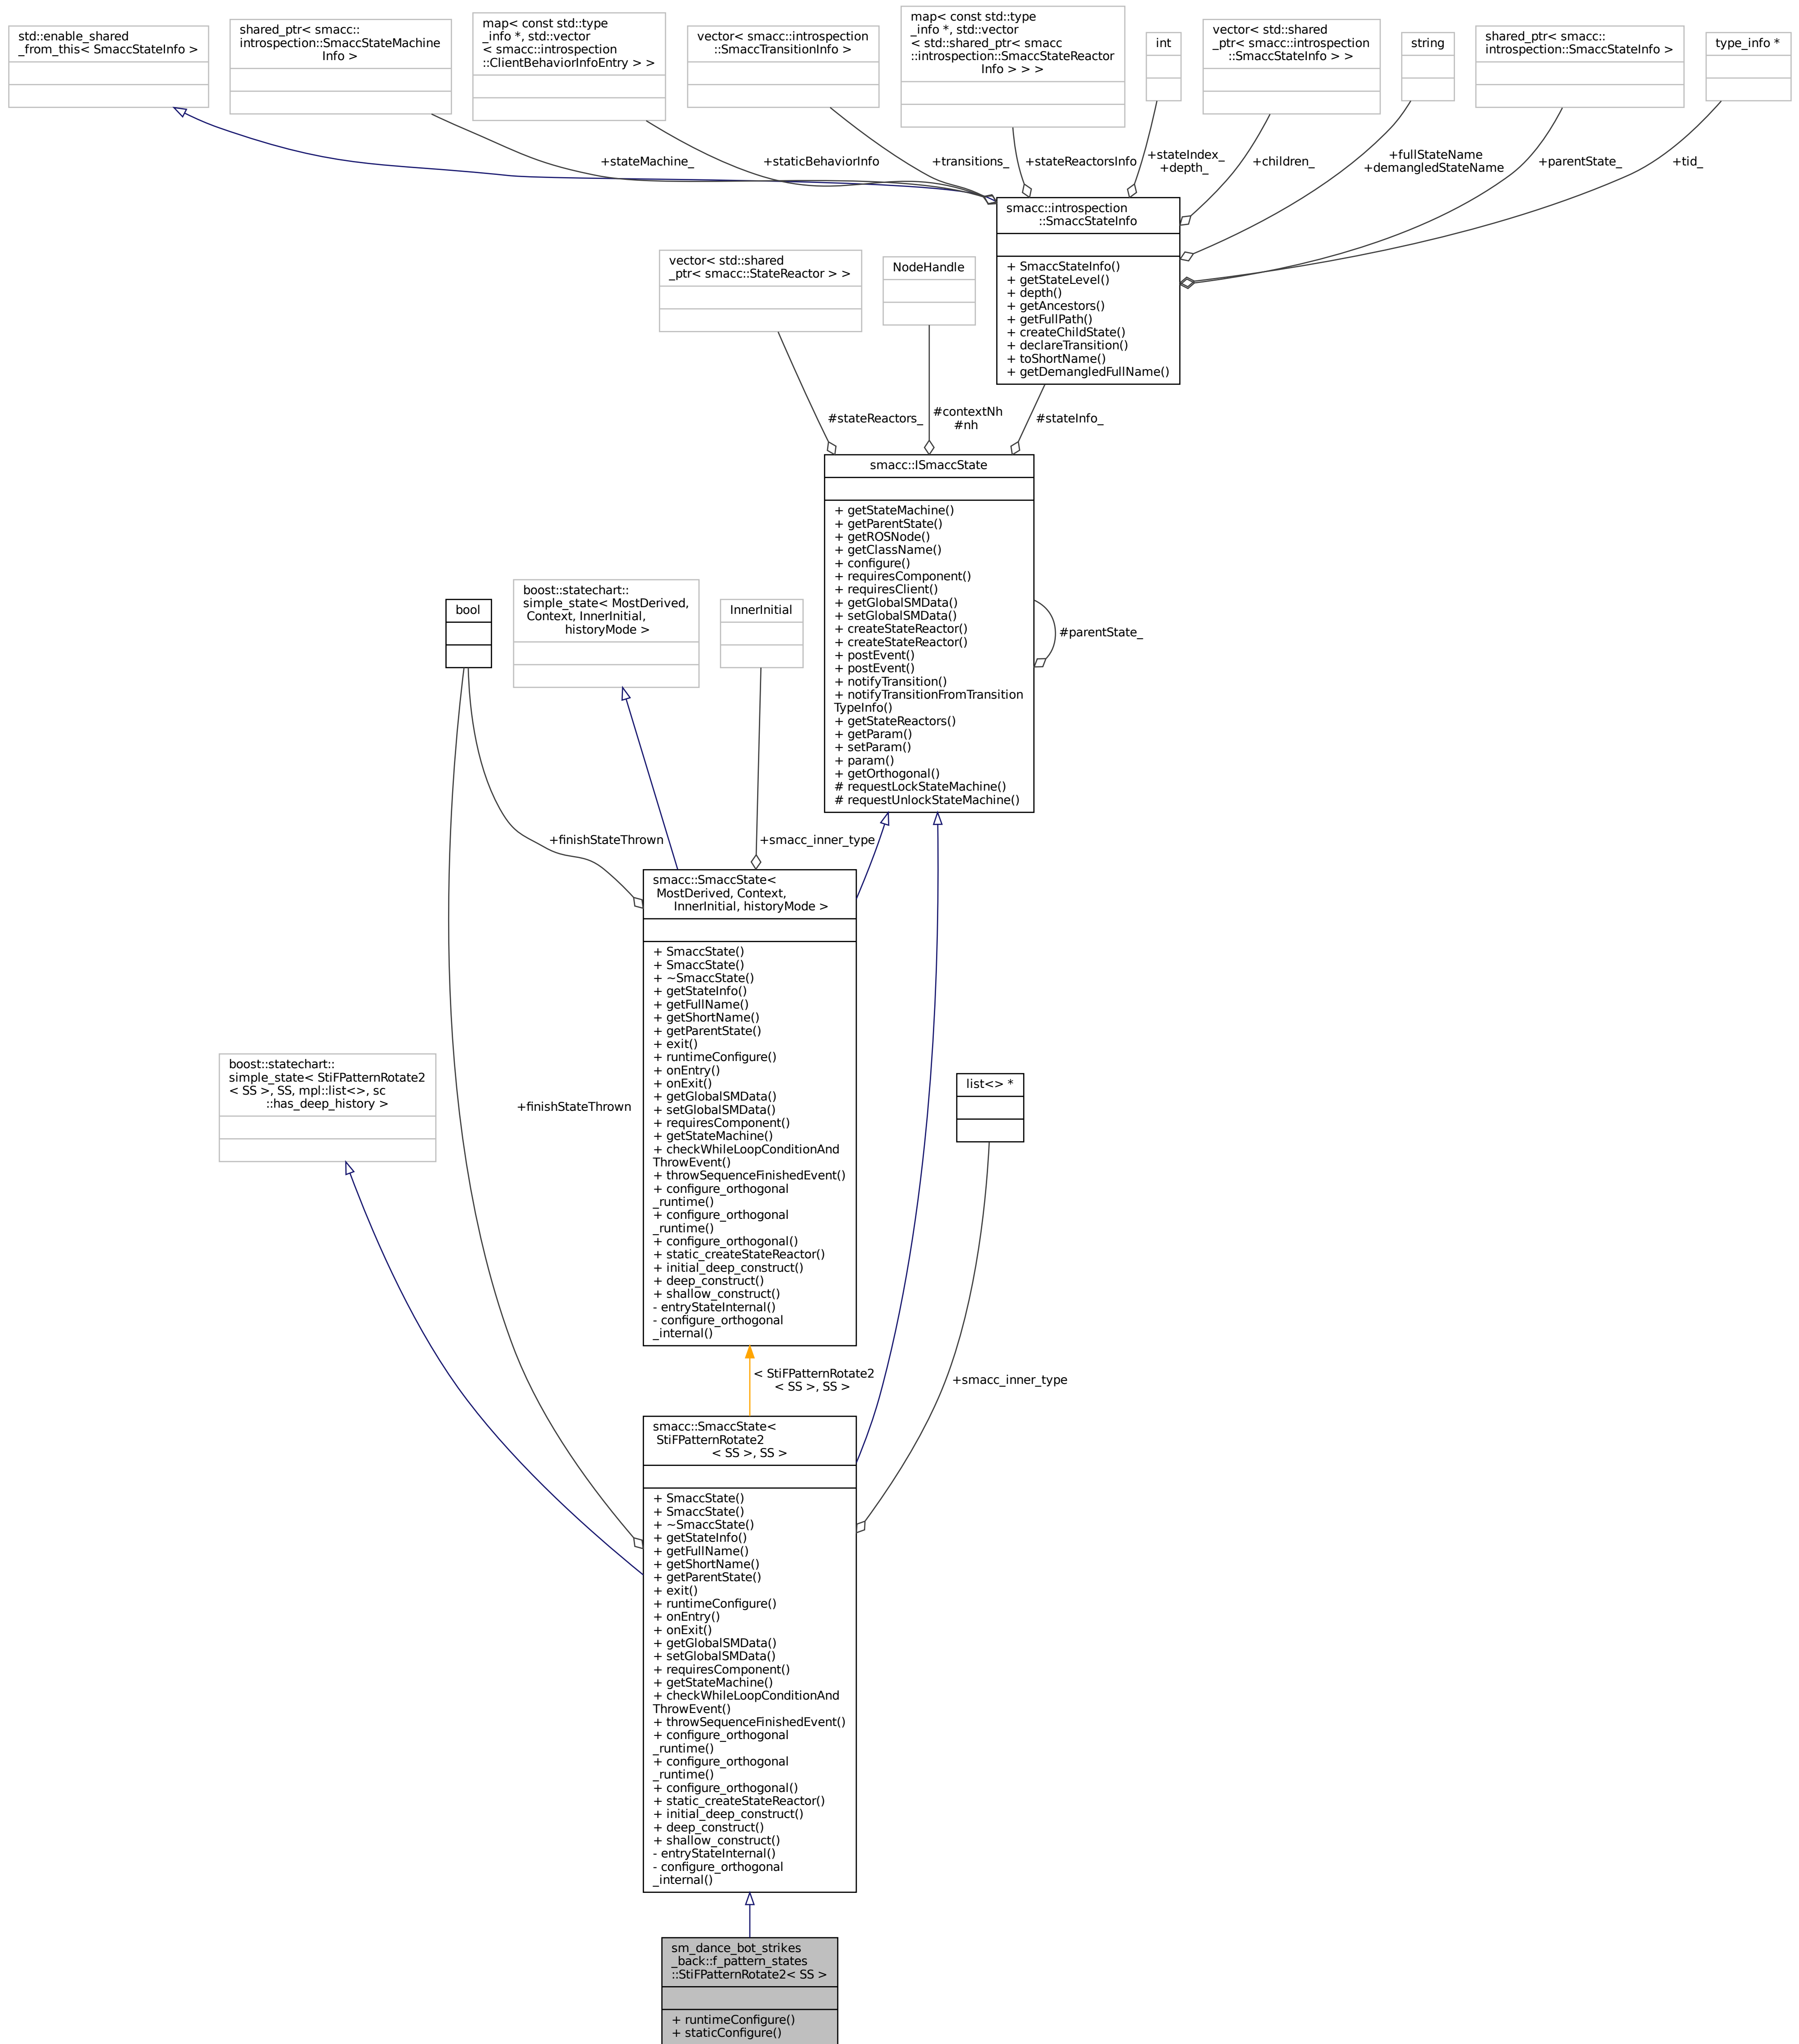 std::enable_shared
_from_this< SmaccStateInfo >
shared_ptr< smacc::
introspection::SmaccStateMachine
Info >
map< const std::type
_info *, std::vector
< smacc::introspection
::ClientBehaviorInfoEntry > >
vector< smacc::introspection
::SmaccTransitionInfo >
map< const std::type
_info *, std::vector
< std::shared_ptr< smacc
::introspection::SmaccStateReactor
Info > > >
int
vector< std::shared
_ptr< smacc::introspection
::SmaccStateInfo > >
string
shared_ptr< smacc::
introspection::SmaccStateInfo >
type_info *
+stateMachine_
+staticBehaviorInfo
+transitions_
+stateReactorsInfo
+stateIndex_
+depth_
+children_
+fullStateName
+demangledStateName
+parentState_
+tid_
smacc::introspection
::SmaccStateInfo
+ SmaccStateInfo()
+ getStateLevel()
+ depth()
+ getAncestors()
+ getFullPath()
+ createChildState()
+ declareTransition()
+ toShortName()
+ getDemangledFullName()
vector< std::shared
_ptr< smacc::StateReactor > >
NodeHandle
#stateReactors_
#contextNh
#nh
#stateInfo_
smacc::ISmaccState
+ getStateMachine()
+ getParentState()
+ getROSNode()
+ getClassName()
+ configure()
+ requiresComponent()
+ requiresClient()
+ getGlobalSMData()
+ setGlobalSMData()
+ createStateReactor()
+ createStateReactor()
+ postEvent()
+ postEvent()
+ notifyTransition()
+ notifyTransitionFromTransition
TypeInfo()
+ getStateReactors()
+ getParam()
+ setParam()
+ param()
+ getOrthogonal()
# requestLockStateMachine()
# requestUnlockStateMachine()
#parentState_
bool
boost::statechart::
simple_state< MostDerived,
Context, InnerInitial,
historyMode >
InnerInitial
+finishStateThrown
+smacc_inner_type
smacc::SmaccState<
MostDerived, Context,
InnerInitial, historyMode >
+ SmaccState()
+ SmaccState()
+ ~SmaccState()
+ getStateInfo()
+ getFullName()
+ getShortName()
+ getParentState()
+ exit()
+ runtimeConfigure()
+ onEntry()
+ onExit()
+ getGlobalSMData()
+ setGlobalSMData()
+ requiresComponent()
+ getStateMachine()
+ checkWhileLoopConditionAnd
ThrowEvent()
+ throwSequenceFinishedEvent()
+ configure_orthogonal
_runtime()
+ configure_orthogonal
_runtime()
+ configure_orthogonal()
+ static_createStateReactor()
+ initial_deep_construct()
+ deep_construct()
+ shallow_construct()
- entryStateInternal()
- configure_orthogonal
_internal()
boost::statechart::
simple_state< StiFPatternRotate2
< SS >, SS, mpl::list<>, sc
::has_deep_history >
+finishStateThrown
list<> *
< StiFPatternRotate2
< SS >, SS >
+smacc_inner_type
smacc::SmaccState<
StiFPatternRotate2
< SS >, SS >
+ SmaccState()
+ SmaccState()
+ ~SmaccState()
+ getStateInfo()
+ getFullName()
+ getShortName()
+ getParentState()
+ exit()
+ runtimeConfigure()
+ onEntry()
+ onExit()
+ getGlobalSMData()
+ setGlobalSMData()
+ requiresComponent()
+ getStateMachine()
+ checkWhileLoopConditionAnd
ThrowEvent()
+ throwSequenceFinishedEvent()
+ configure_orthogonal
_runtime()
+ configure_orthogonal
_runtime()
+ configure_orthogonal()
+ static_createStateReactor()
+ initial_deep_construct()
+ deep_construct()
+ shallow_construct()
- entryStateInternal()
- configure_orthogonal
_internal()
sm_dance_bot_strikes
_back::f_pattern_states
::StiFPatternRotate2< SS >
+ runtimeConfigure()
+ staticConfigure()